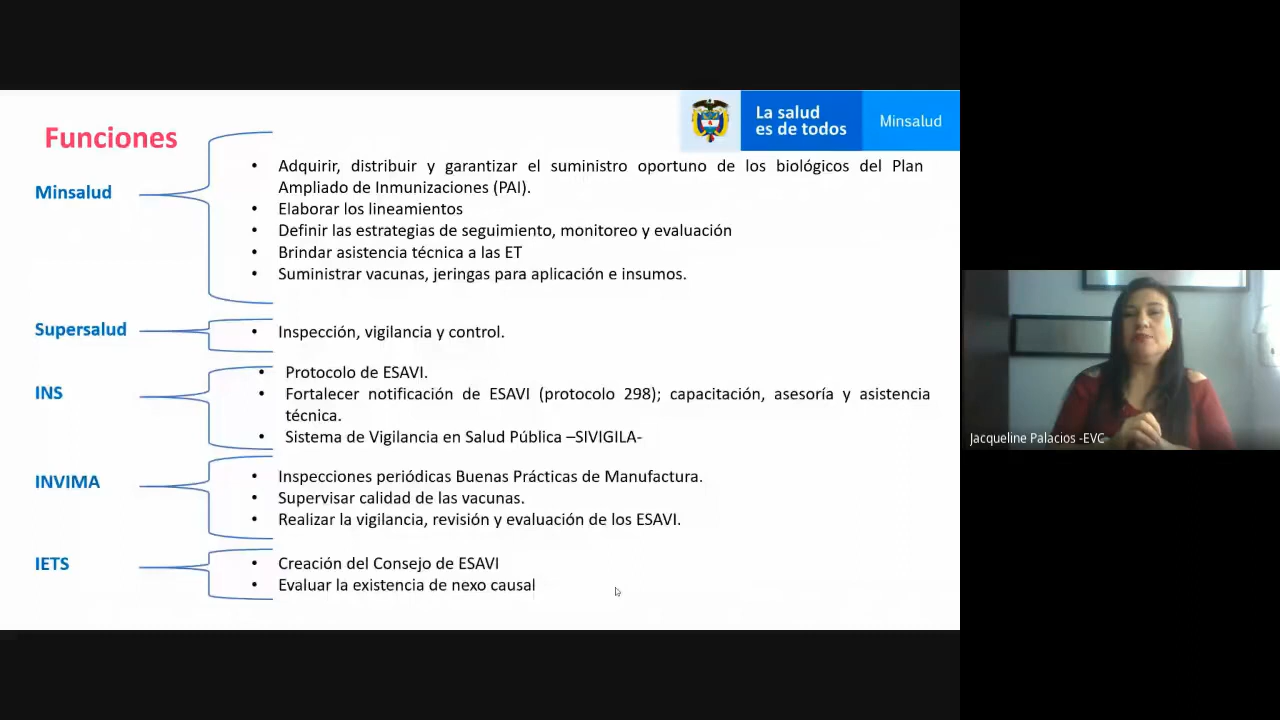 Funciones
La salud
es de todos
Minsalud
Minsalud
• Adquirir, distribuir y garantizar el suministro oportuno de los biológicos del Plan
Ampliado de Inmunizaciones (PAI).
• Elaborar los lineamientos
• Definir las estrategias de seguimiento, monitoreo y evaluación
• Brindar asistencia técnica a las ET
• Suministrar vacunas, jeringas para aplicación e insumos.
Supersalud
• Inspección, vigilancia y control.
INS
• Protocolo de ESAVI.
• Fortalecer notificación de ESAVI (protocolo 298); capacitación, asesoría y asistencia
técnica.
• Sistema de Vigilancia en Salud Pública –SIVIGILA-
INVIMA
• Inspecciones periódicas Buenas Prácticas de Manufactura.
• Supervisar calidad de las vacunas.
• Realizar la vigilancia, revisión y evaluación de los ESAVI.
IETS
• Creación del Consejo de ESAVI
• Evaluar la existencia de nexo causal
Jacqueline Palacios -EVC